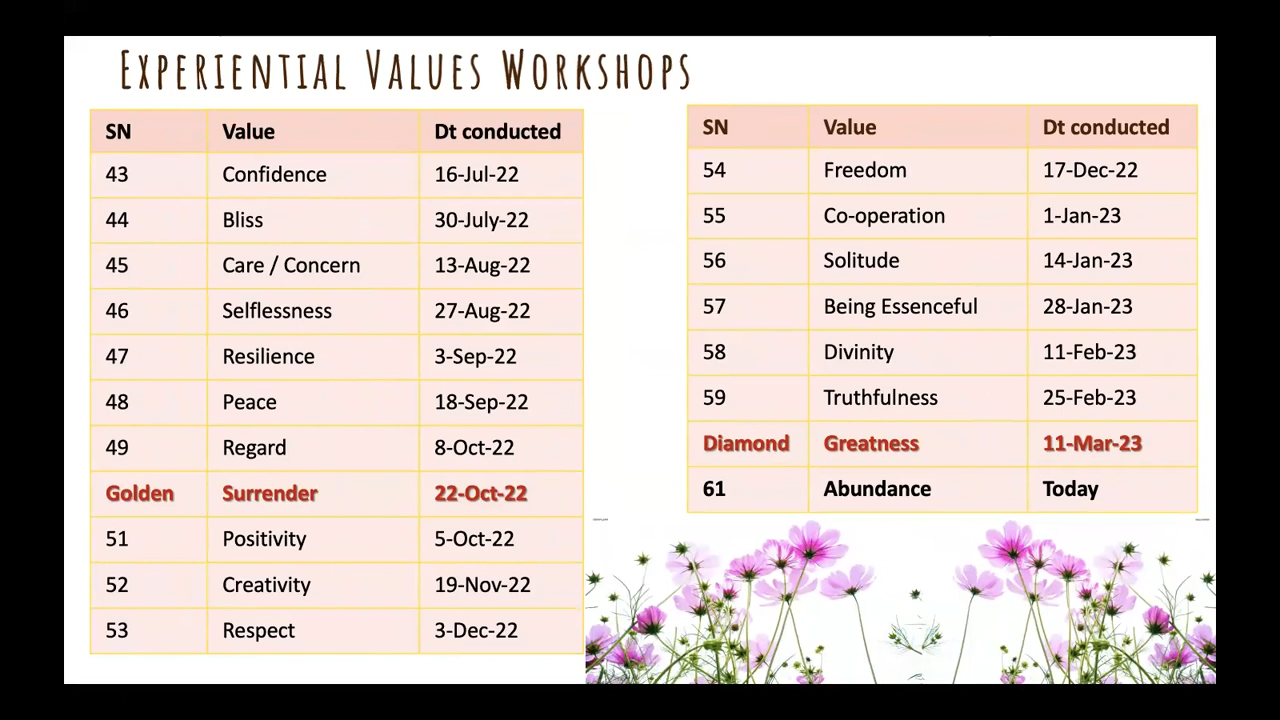 EXPERIENTIAL VALUES WORKSHOPS
SN Value Dt conducted
43 Confidence 16-Jul-22
44 Bliss 30-July-22
45 Care / Concern 13-Aug-22
46 Selflessness 27-Aug-22
47 Resilience 3-Sep-22
48 Peace 18-Sep-22
49 Regard 8-Oct-22
Golden Surrender 22-Oct-22
51 Positivity 5-Oct-22
52 Creativity 19-Nov-22
53 Respect 3-Dec-22
SN Value Dt conducted
54 Freedom 17-Dec-22
55 Co-operation 1-Jan-23
56 Solitude 14-Jan-23
57 Being Essenceful 28-Jan-23
58 Divinity 11-Feb-23
59 Truthfulness 25-Feb-23
Diamond Greatness 11-Mar-23
61 Abundance Today